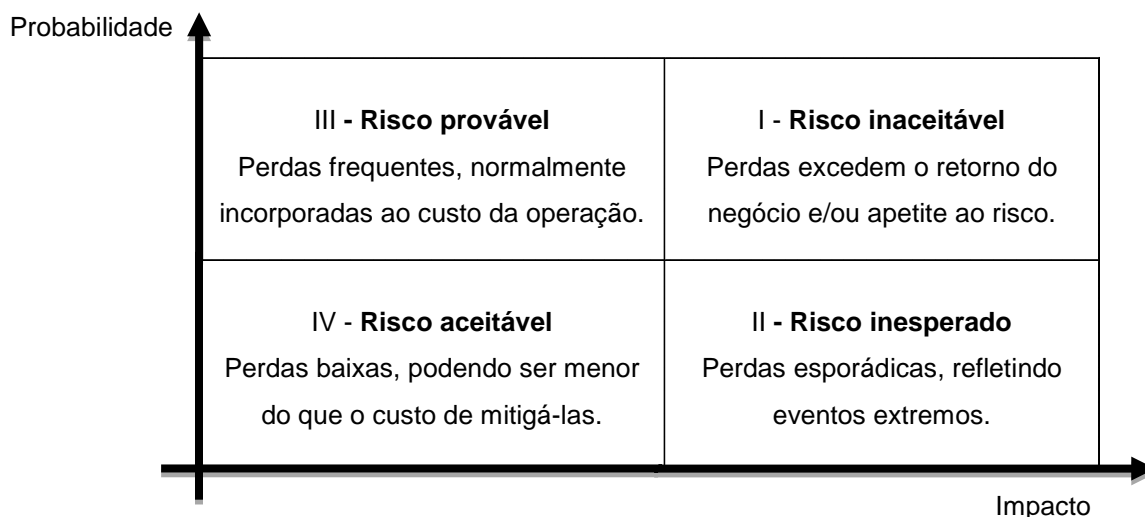 Probabilidade
III - Risco provável
Perdas frequentes, normalmente
incorporadas ao custo da operação.
I - Risco inaceitável
Perdas excedem o retorno do
negócio e/ou apetite ao risco.
IV - Risco aceitável
Perdas baixas, podendo ser menor
do que o custo de mitigá-las.
II - Risco inesperado
Perdas esporádicas, refletindo
eventos extremos.
Impacto